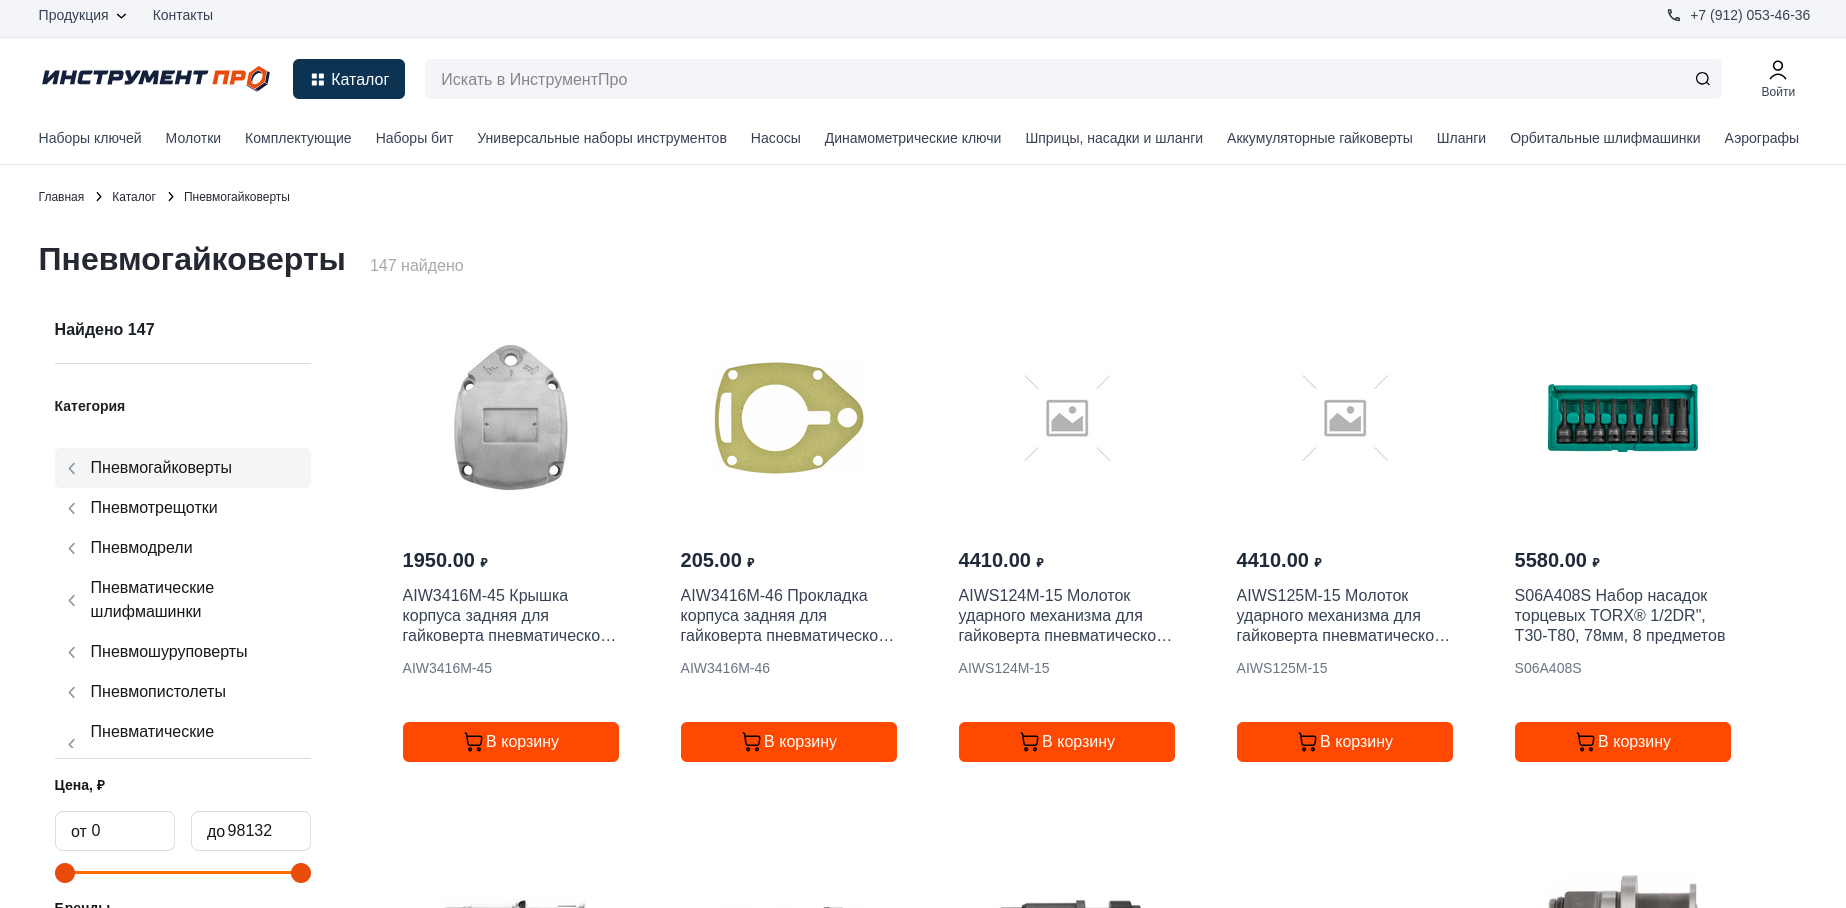 Продукция Контакты +7 (912) 053-46-36
ИНСТРУМЕНТ ПРО Каталог Искать в ИнструментПро Войти
Наборы ключей Молотки Комплектующие Наборы бит Универсальные наборы инструментов Насосы Динамометрические ключи Шприцы, насадки и шланги Аккумуляторные гайковерты Шланги Орбитальные шлифмашинки Аэрографы
Главная Каталог Пневмогайковерты
Пневмогайковерты 147 найдено
Найдено 147
Категория
Пневмогайковерты
Пневмотрещотки
Пневмодрели
Пневматические
шлифмашинки
Пневмошуруповерты
Пневмопистолеты
Пневматические
Цена, ₽
от 0 до 98132
Бренды
1950.00 ₽
AIW3416M-45 Крышка
корпуса задняя для
гайковерта пневматическо…
AIW3416M-45
В корзину
205.00 ₽
AIW3416M-46 Прокладка
корпуса задняя для
гайковерта пневматическо…
AIW3416M-46
В корзину
4410.00 ₽
AIWS124M-15 Молоток
ударного механизма для
гайковерта пневматическо…
AIWS124M-15
В корзину
4410.00 ₽
AIWS125M-15 Молоток
ударного механизма для
гайковерта пневматическо…
AIWS125M-15
В корзину
5580.00 ₽
S06A408S Набор насадок
торцевых TORX® 1/2DR",
T30-T80, 78мм, 8 предметов
S06A408S
В корзину